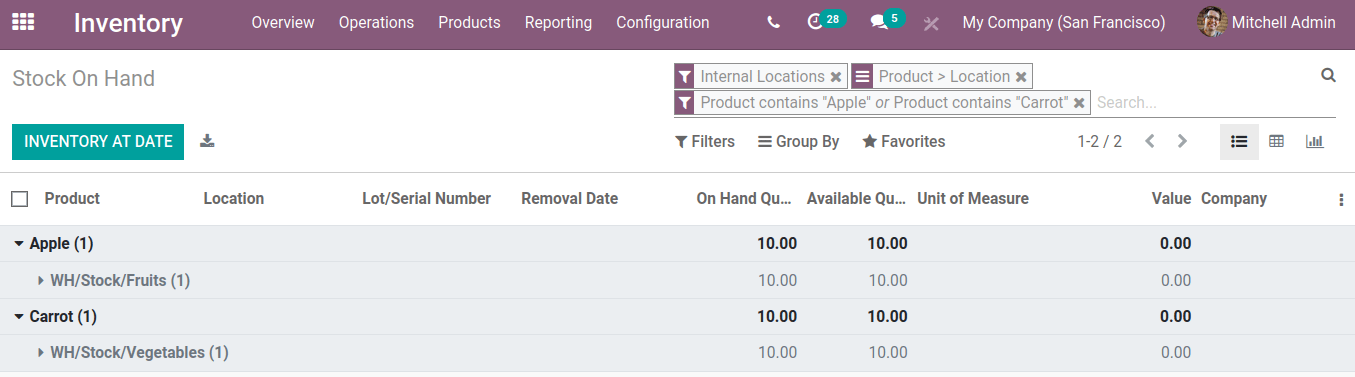 Inventory Overview Operations Products Reporting Configuration 28 5 My Company (San Francisco) Mitchell Admin
Stock On Hand
Internal Locations Product > Location
Product contains "Apple" or Product contains "Carrot" Search...
INVENTORY AT DATE Filters Group By Favorites 1-2 / 2
Product Location Lot/Serial Number Removal Date On Hand Qu... Available Qu... Unit of Measure Value Company
Apple (1) 10.00 10.00 0.00
WH/Stock/Fruits (1) 10.00 10.00 0.00
Carrot (1) 10.00 10.00 0.00
WH/Stock/Vegetables (1) 10.00 10.00 0.00